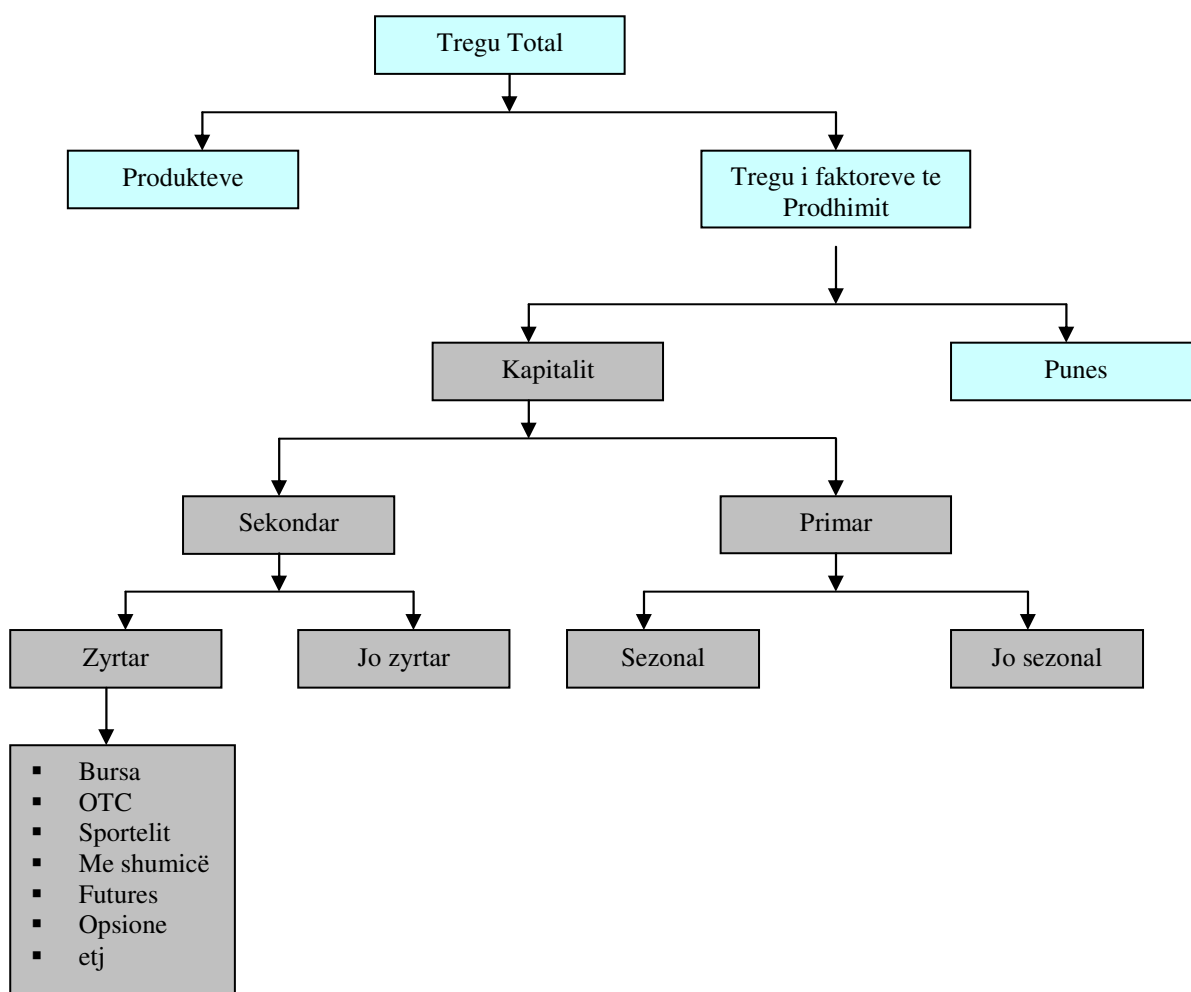 Tregu Total
Produkteve
Tregu i faktoreve te
Prodhimit
Kapitalit
Punes
Sekondar
Primar
Zyrtar
Jo zyrtar
Sezonal
Jo sezonal
▪ Bursa
▪ OTC
▪ Sportelit
▪ Me shumicë
▪ Futures
▪ Opsione
▪ etj